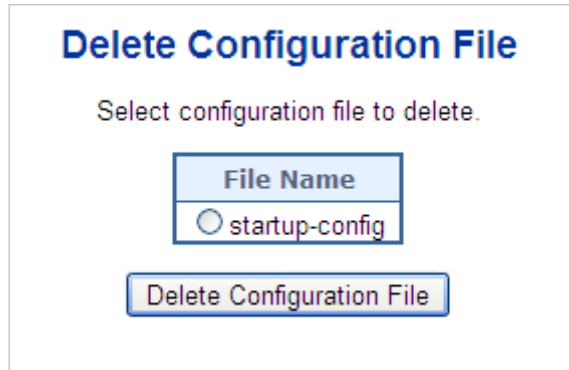 Delete Configuration File
Select configuration file to delete.
File Name
startup-config
Delete Configuration File